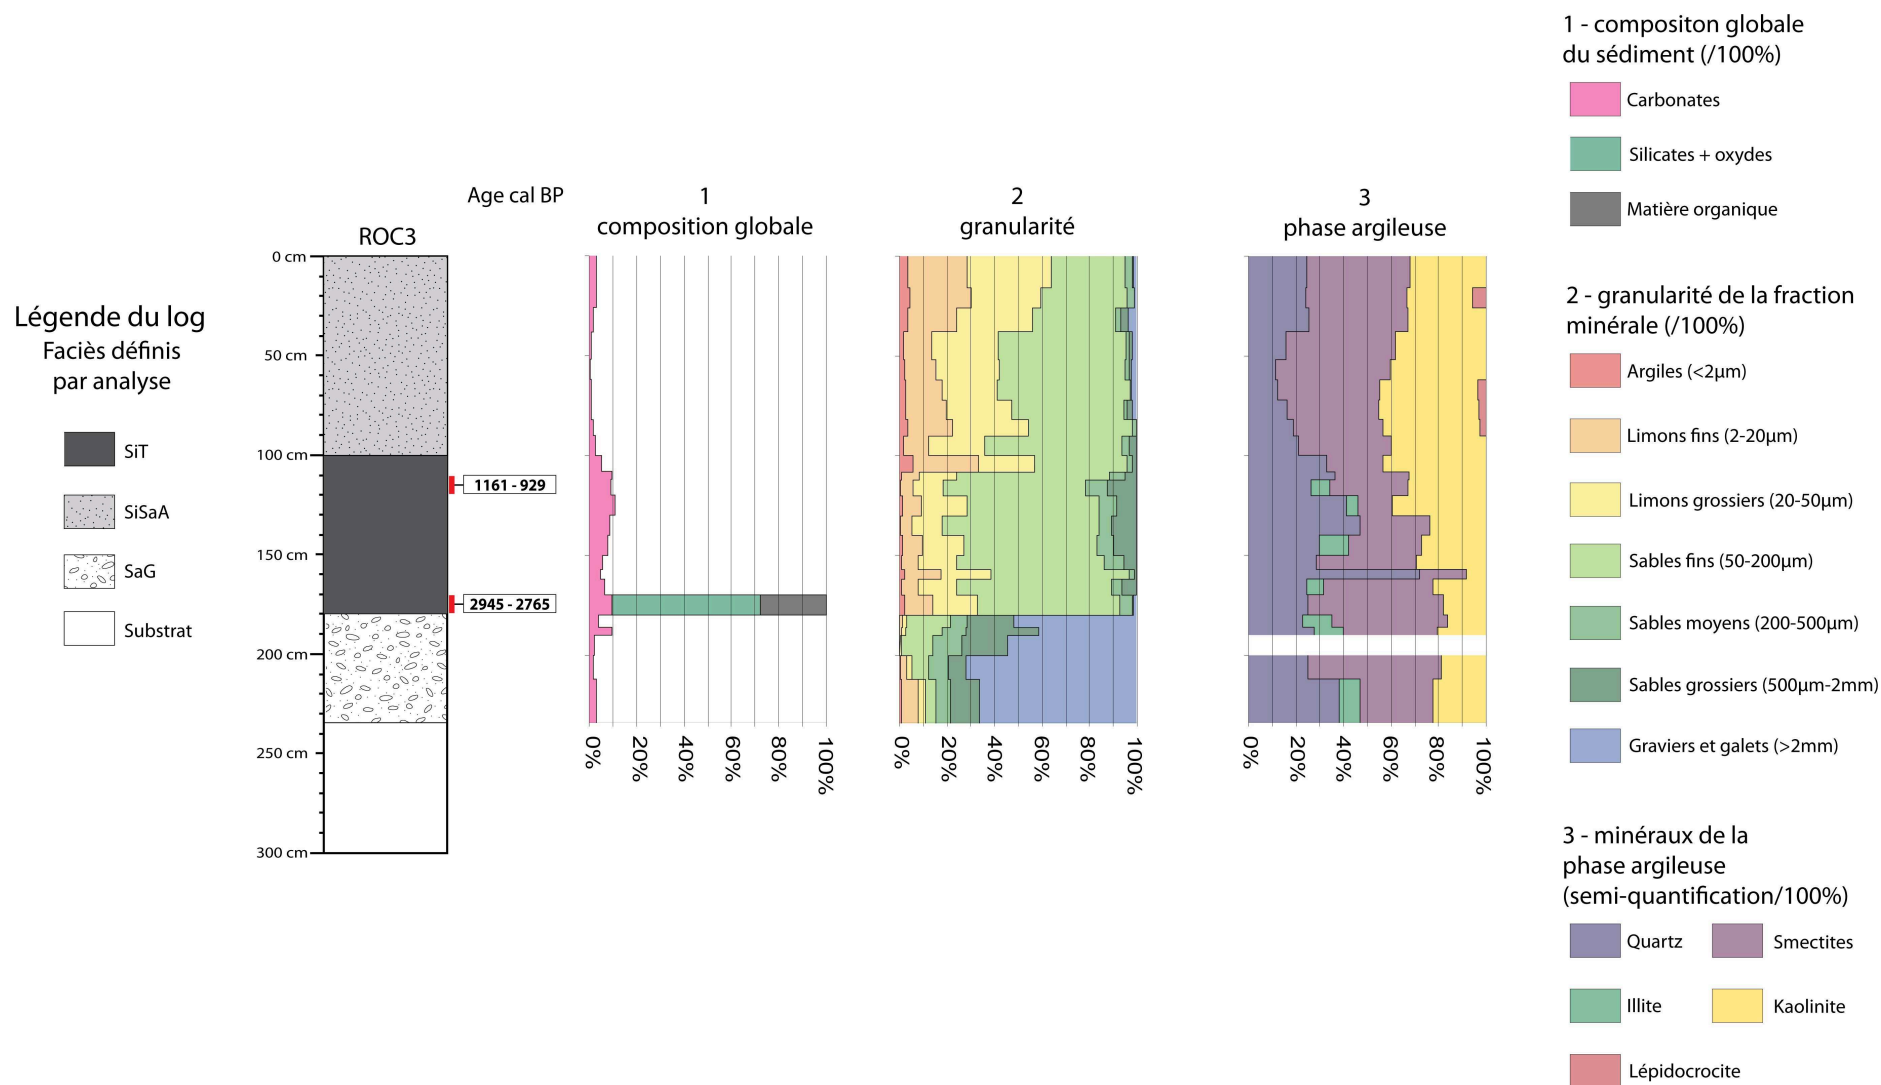 1 - compositon globale
du sédiment (/100%)
Carbonates
Silicates + oxydes
Matière organique
Age cal BP
1
composition globale
2
granularité
3
phase argileuse
ROC3
0 cm
50 cm
100 cm
150 cm
200 cm
250 cm
300 cm
Légende du log
Faciès définis
par analyse
SiT
SiSaA
SaG
Substrat
1161 - 929
2945 - 2765
0%
20%
40%
60%
80%
100%
0%
20%
40%
60%
80%
100%
0%
20%
40%
60%
80%
100%
2 - granularité de la fraction
minérale (/100%)
Argiles (<2µm)
Limons fins (2-20µm)
Limons grossiers (20-50µm)
Sables fins (50-200µm)
Sables moyens (200-500µm)
Sables grossiers (500µm-2mm)
Graviers et galets (>2mm)
3 - minéraux de la
phase argileuse
(semi-quantification/100%)
Quartz
Smectites
Illite
Kaolinite
Lépidocrocite